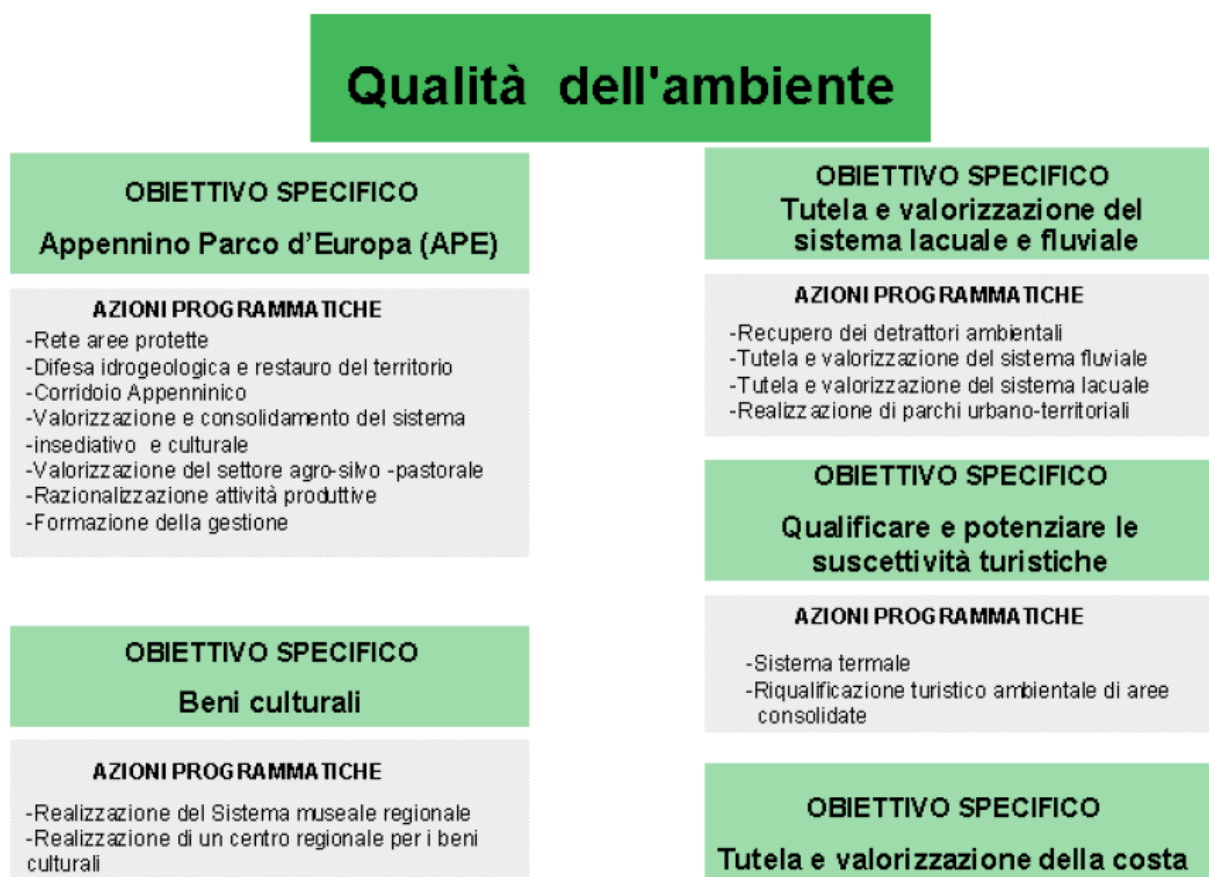 Qualità dell'ambiente
OBIETTIVO SPECIFICO
Appennino Parco d'Europa (APE)
AZIONI PROGRAMMATICHE
-Rete aree protette
-Difesa idrogeologica e restauro del territorio
-Corridoio Appenninico
-Valorizzazione e consolidamento del sistema
-insediativo e culturale
-Valorizzazione del settore agro-silvo -pastorale
-Razionalizzazione attività produttive
-Formazione della gestione
OBIETTIVO SPECIFICO
Beni culturali
AZIONI PROGRAMMATICHE
-Realizzazione del Sistema museale regionale
-Realizzazione di un centro regionale per i beni
culturali
OBIETTIVO SPECIFICO
Tutela e valorizzazione del
sistema lacuale e fluviale
AZIONI PROGRAMMATICHE
-Recupero dei detrattori ambientali
-Tutela e valorizzazione del sistema fluviale
-Tutela e valorizzazione del sistema lacuale
-Realizzazione di parchi urbano-territoriali
OBIETTIVO SPECIFICO
Qualificare e potenziare le
suscettività turistiche
AZIONI PROGRAMMATICHE
-Sistema termale
-Riqualificazione turistico ambientale di aree
consolidate
OBIETTIVO SPECIFICO
Tutela e valorizzazione della costa